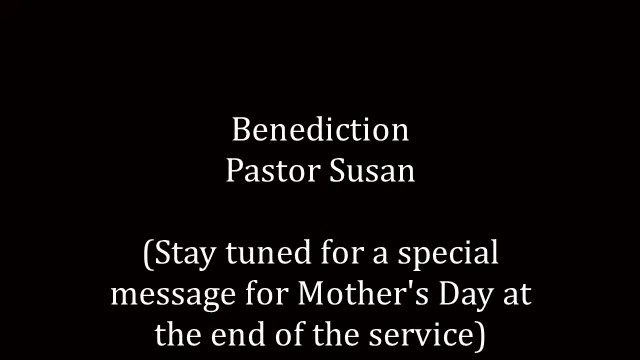 Benediction
Pastor Susan
(Stay tuned for a special
message for Mother's Day at
the end of the service)